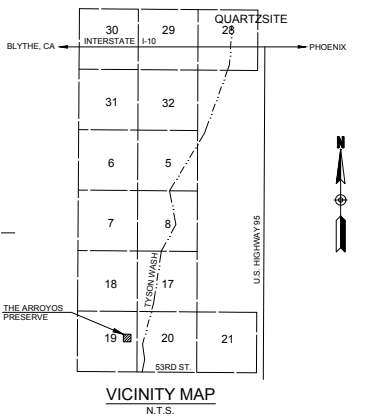 QUARTZSITE
30 29 28
BLYTHE, CA INTERSTATE I-10 PHOENIX
31 32
N
6 5
7 8
U.S. HIGHWAY 95
TYSON WASH
18 17
THE ARROYOS
PRESERVE
19 20 21
53RD ST.
VICINITY MAP
N.T.S.